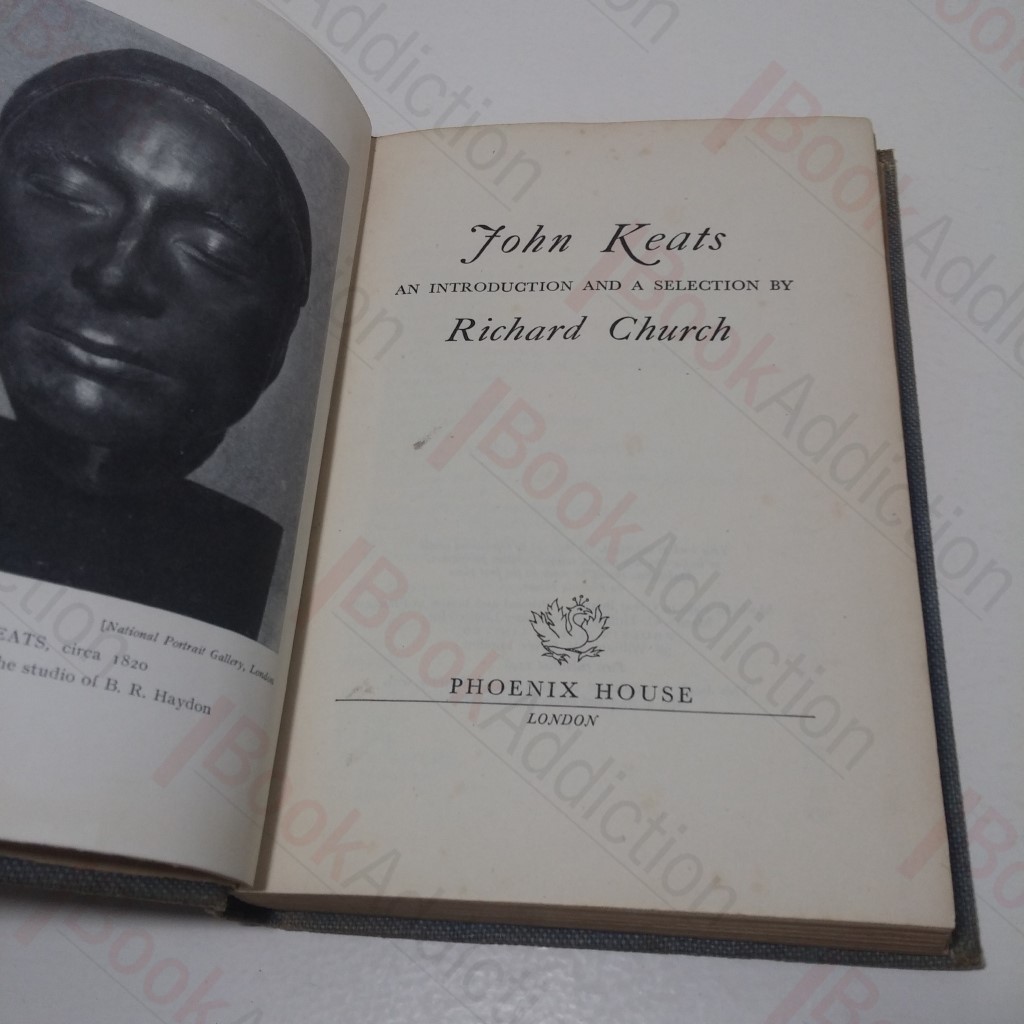 [National Portrait Gallery, London
EATS, circa 1820
he studio of B. R. Haydon
John Keats
AN INTRODUCTION AND A SELECTION BY
Richard Church
PHOENIX HOUSE
LONDON
BookAddiction